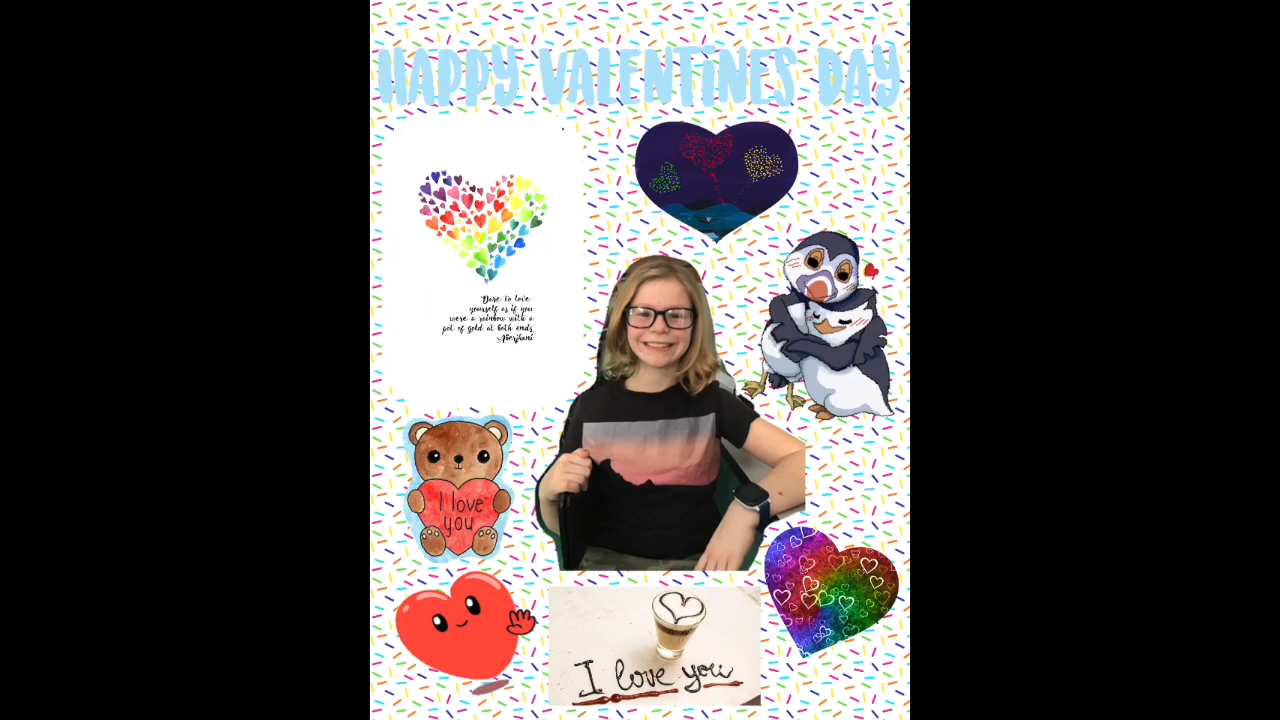 HAPPY VALENTINES DAY
Dare to love
yourself as if you
were a rainbow with a
pot of gold at both ends
Aberjhani
I love
you
I love you